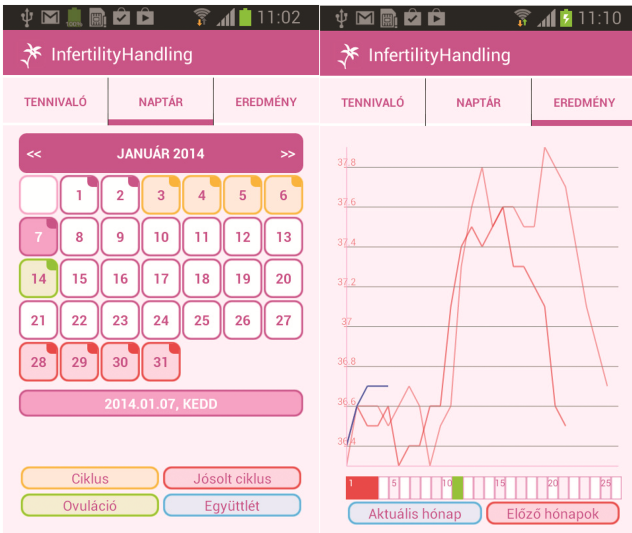 11:02
InfertilityHandling
TENNIVALÓ NAPTÁR EREDMÉNY
<< JANUÁR 2014 >>
1 2 3 4 5 6
7 8 9 10 11 12 13
14 15 16 17 18 19 20
21 22 23 24 25 26 27
28 29 30 31
2014.01.07, KEDD
Ciklus Jósolt ciklus
Ovuláció Együttlét
11:10
InfertilityHandling
TENNIVALÓ NAPTÁR EREDMÉNY
37.8
37.6
37.4
37.2
37
36.8
36.6
36.4
1 5 10 15 20 25
Aktuális hónap Előző hónapok